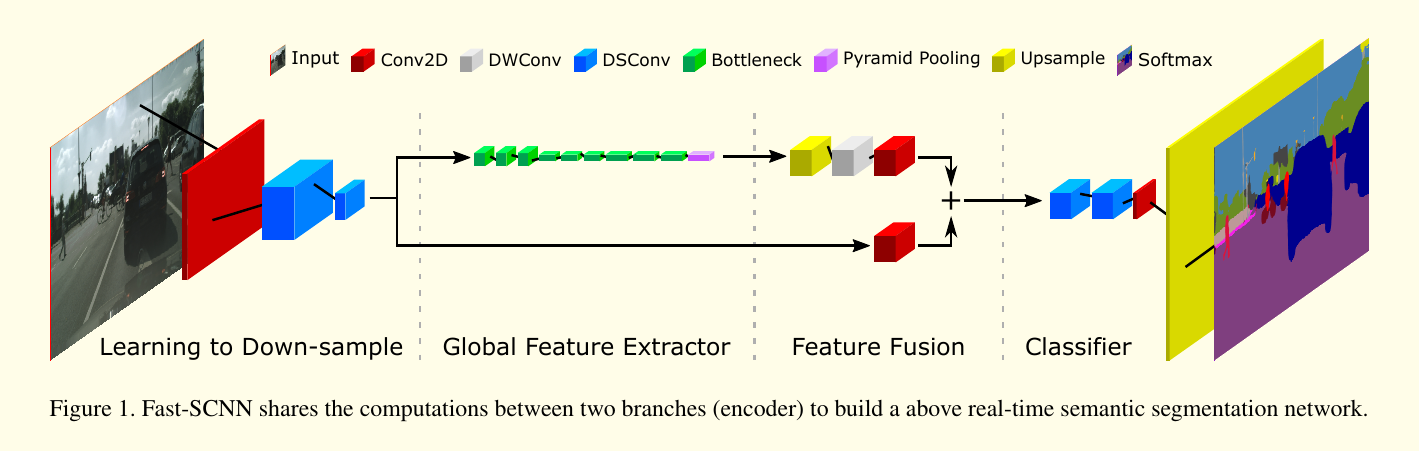 Input Conv2D DWConv DSConv Bottleneck Pyramid Pooling Upsample Softmax
+
Learning to Down-sample Global Feature Extractor Feature Fusion Classifier
Figure 1. Fast-SCNN shares the computations between two branches (encoder) to build a above real-time semantic segmentation network.